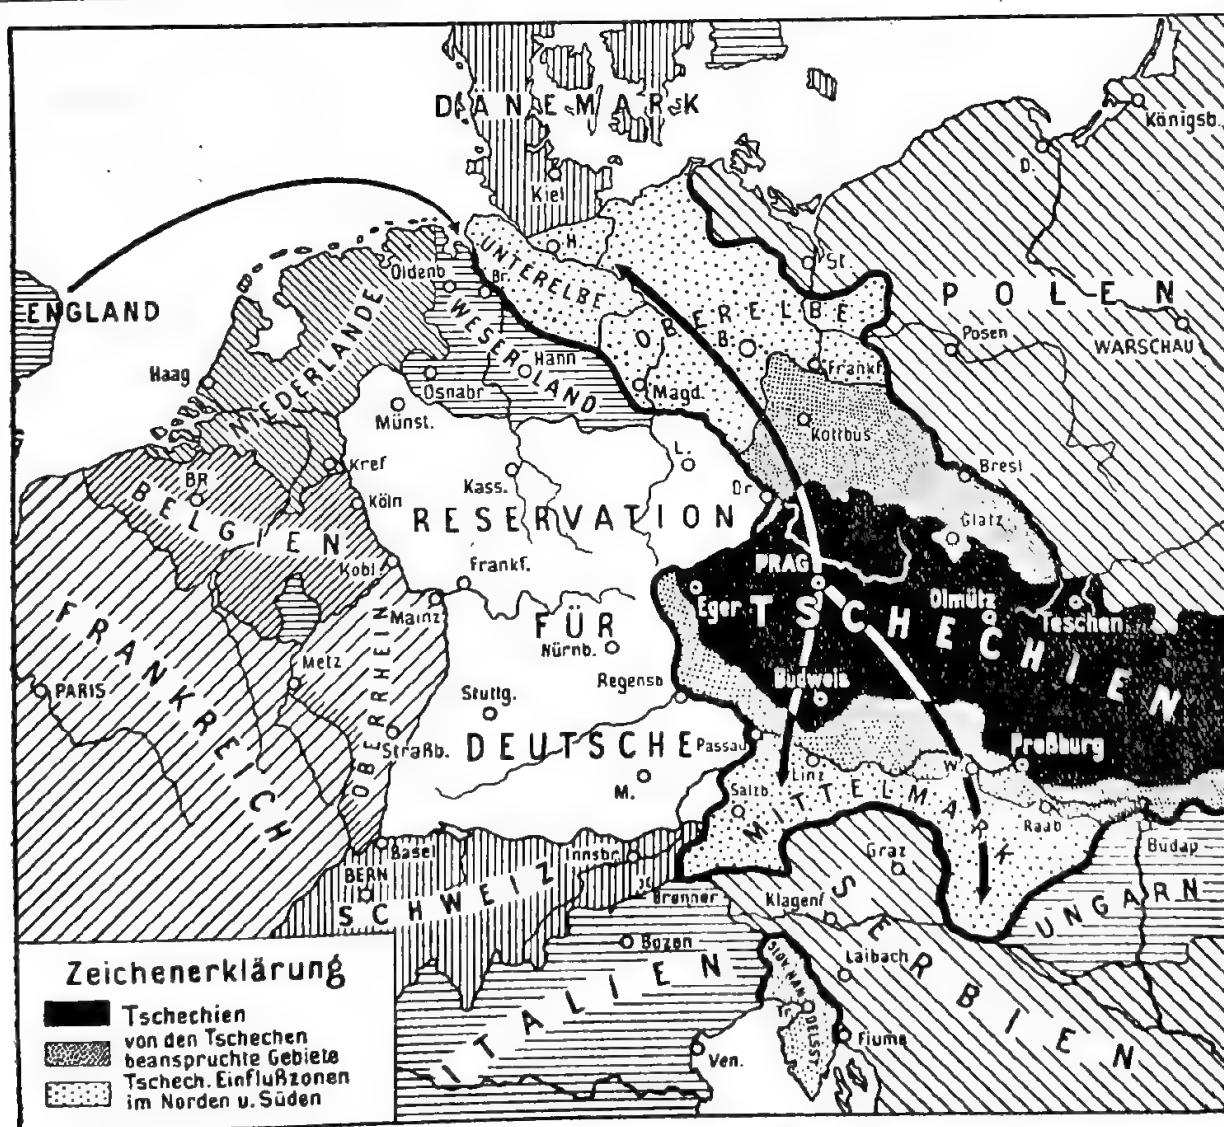 DÄNEMARK
Königsb.
D.
Kiel
H.
St
ENGLAND
Oldenb
Br.
UNTERELBE
POLEN
WESERLAND
OBERELBE
B.
Posen
WARSCHAU
NIEDERLANDE
Haag
Hann
Frankf.
Osnabr
Magd.
Münst.
Kottbus
Kref
Kass.
L.
Bresl
BR
BELGIEN
Köln
Dr
RESERVATION
Glatz
Kobl.
Frankf.
PRAG
Eger
TSCHECHIEN
Olmütz
Teschen
FRANKREICH
Mainz
FÜR
Nürnb.
Metz
OBERRHEIN
PARIS
Stuttg.
Regensb
Budweis
Straßb.
DEUTSCHE
Passau
Linz
W.
Preßburg
M.
Salzb.
MITTELMARK
Raab
Basel
Innsbr.
Graz
Budap
BERN
SCHWEIZ
Brenner
Klagenf
SERBIEN
UNGARN
Bozen
Laibach
ITALIEN
Ven.
Fiume
Zeichenerklärung
Tschechien
von den Tschechen
beanspruchte Gebiete
Tschech. Einflußzonen
im Norden u. Süden